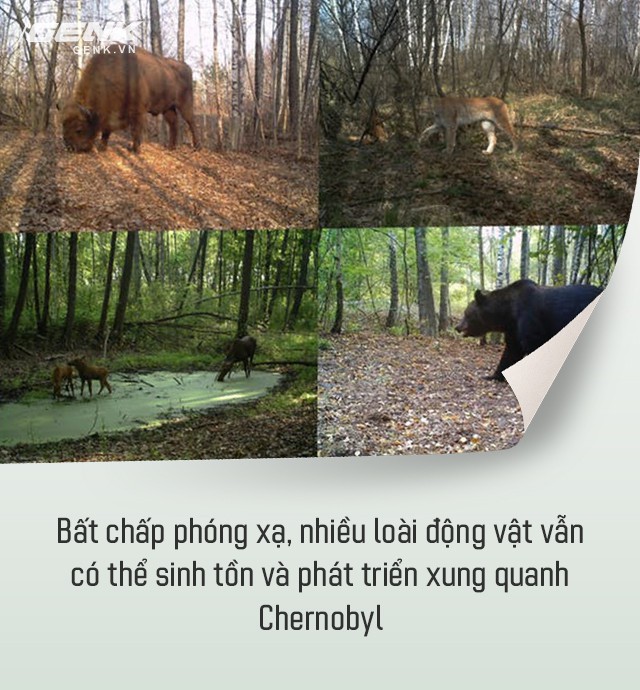 GENK
GENK.VN
Bất chấp phóng xạ, nhiều loài động vật vẫn
có thể sinh tồn và phát triển xung quanh
Chernobyl